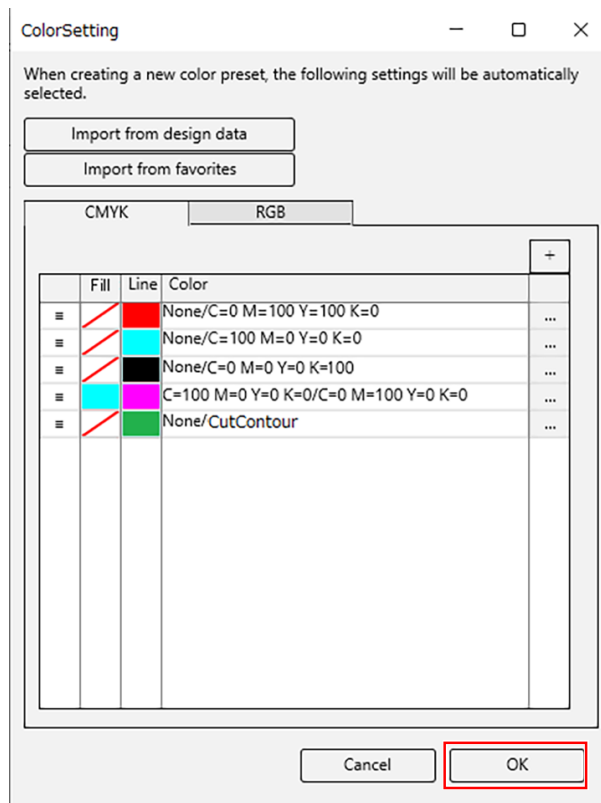 ColorSetting
When creating a new color preset, the following settings will be automatically
selected.
Import from design data
Import from favorites
CMYK RGB
+
Fill Line Color
None/C=0 M=100 Y=100 K=0 ...
None/C=100 M=0 Y=0 K=0 ...
None/C=0 M=0 Y=0 K=100 ...
C=100 M=0 Y=0 K=0/C=0 M=100 Y=0 K=0 ...
None/CutContour ...
Cancel OK